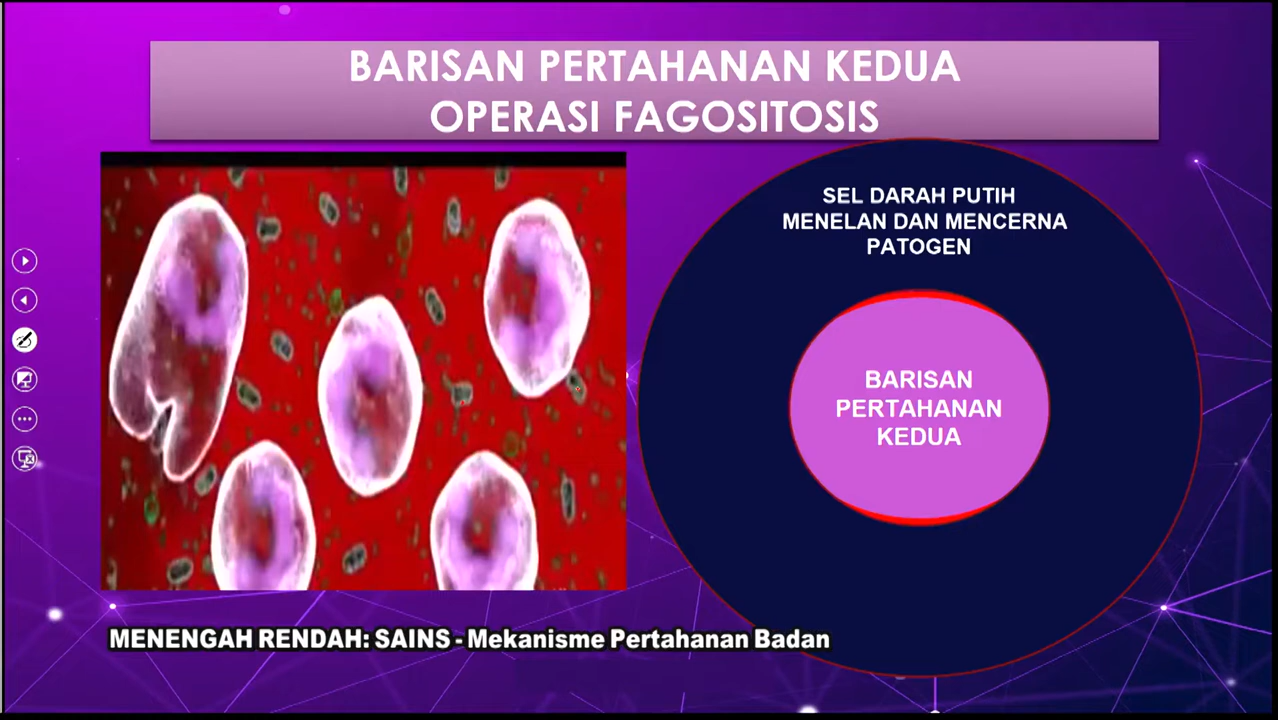 BARISAN PERTAHANAN KEDUA
OPERASI FAGOSITOSIS
SEL DARAH PUTIH
MENELAN DAN MENCERNA
PATOGEN
BARISAN
PERTAHANAN
KEDUA
MENENGAH RENDAH: SAINS - Mekanisme Pertahanan Badan